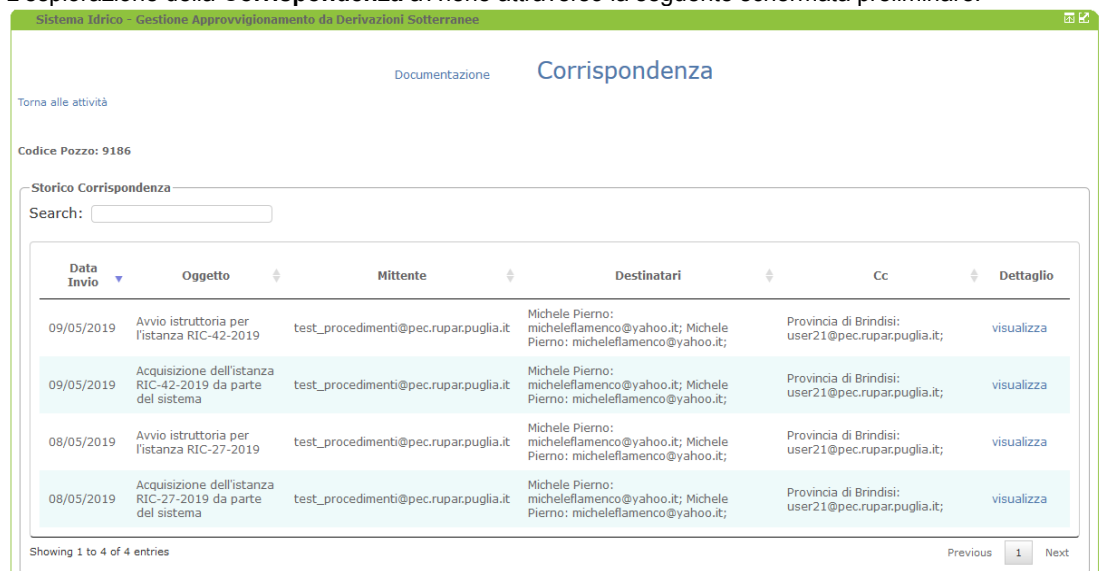 L'esplorazione della Corrispondenza avviene attraverso la seguente schermata preliminare:
Sistema Idrico - Gestione Approvvigionamento da Derivazioni Sotterranee
Documentazione Corrispondenza
Torna alle attività
Codice Pozzo: 9186
Storico Corrispondenza
Search:
Data
Invio Oggetto Mittente Destinatari Cc Dettaglio
09/05/2019
Avvio istruttoria per
l'istanza RIC-42-2019
test_procedimenti@pec.rupar.puglia.it
Michele Pierno:
micheleflamenco@yahoo.it; Michele
Pierno: micheleflamenco@yahoo.it;
Provincia di Brindisi:
user21@pec.rupar.puglia.it;
visualizza
09/05/2019
Acquisizione dell'istanza
RIC-42-2019 da parte
del sistema
test_procedimenti@pec.rupar.puglia.it
Michele Pierno:
micheleflamenco@yahoo.it; Michele
Pierno: micheleflamenco@yahoo.it;
Provincia di Brindisi:
user21@pec.rupar.puglia.it;
visualizza
08/05/2019
Avvio istruttoria per
l'istanza RIC-27-2019
test_procedimenti@pec.rupar.puglia.it
Michele Pierno:
micheleflamenco@yahoo.it; Michele
Pierno: micheleflamenco@yahoo.it;
Provincia di Brindisi:
user21@pec.rupar.puglia.it;
visualizza
08/05/2019
Acquisizione dell'istanza
RIC-27-2019 da parte
del sistema
test_procedimenti@pec.rupar.puglia.it
Michele Pierno:
micheleflamenco@yahoo.it; Michele
Pierno: micheleflamenco@yahoo.it;
Provincia di Brindisi:
user21@pec.rupar.puglia.it;
visualizza
Showing 1 to 4 of 4 entries
Previous 1 Next